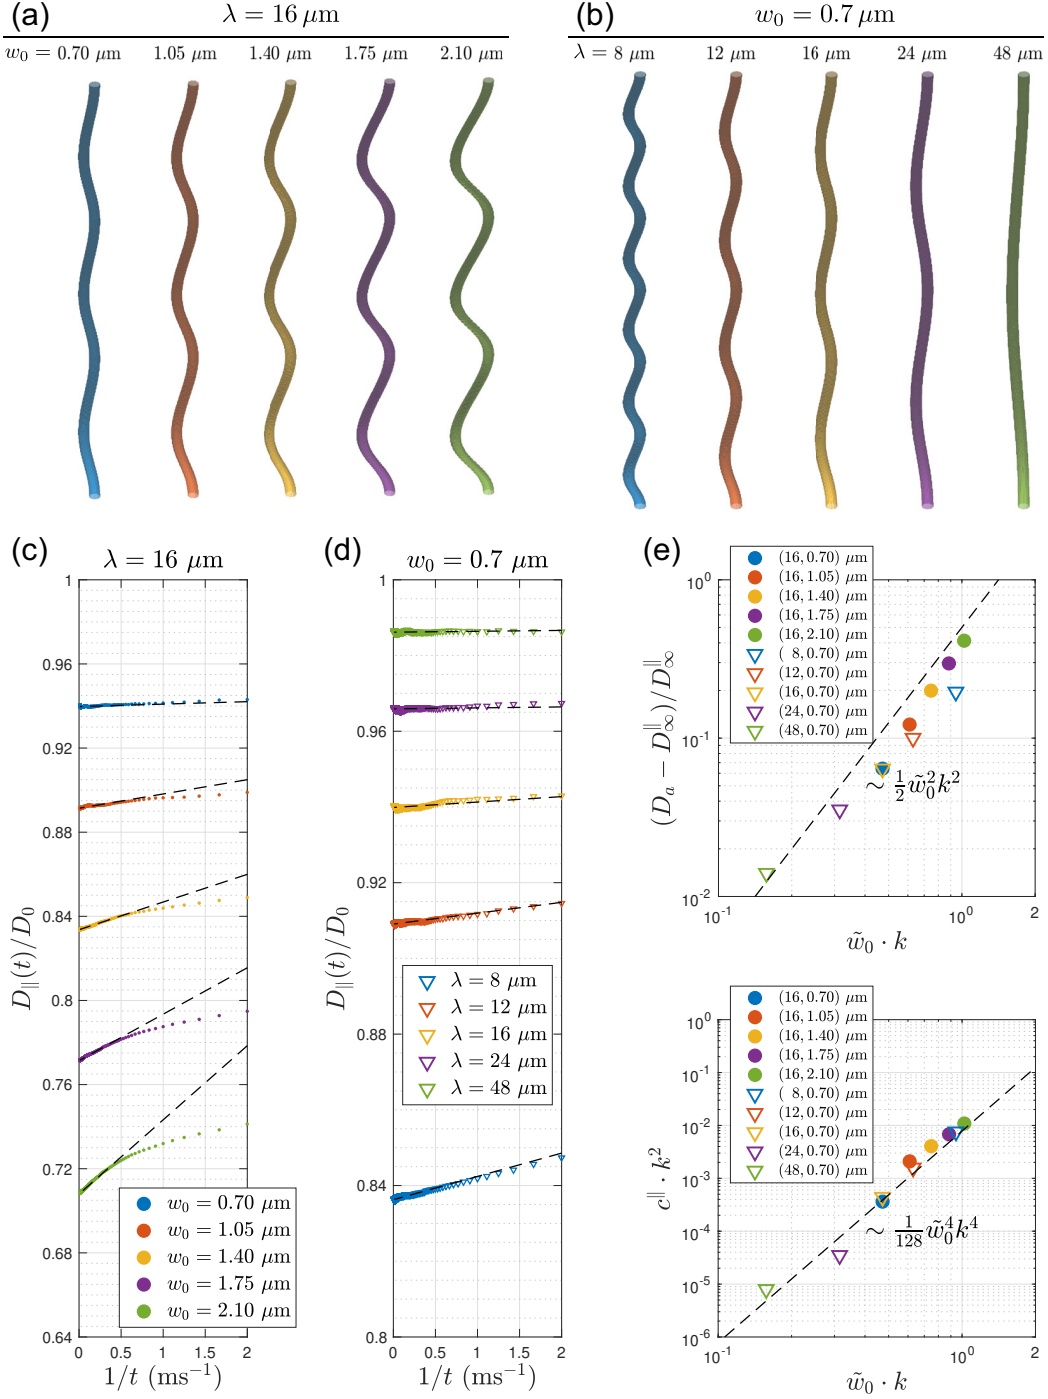 (a) λ = 16 μm
w₀ = 0.70 μm 1.05 μm 1.40 μm 1.75 μm 2.10 μm
(b) w₀ = 0.7 μm
λ = 8 μm 12 μm 16 μm 24 μm 48 μm
(c) λ = 16 μm
1
0.96
0.92
0.88
0.84
0.8
0.76
0.72
0.68
0.64
D∥(t)/D₀
0 0.5 1 1.5 2
1/t (ms⁻¹)
w₀ = 0.70 μm
w₀ = 1.05 μm
w₀ = 1.40 μm
w₀ = 1.75 μm
w₀ = 2.10 μm
(d) w₀ = 0.7 μm
1
0.96
0.92
0.88
0.84
0.8
D∥(t)/D₀
λ = 8 μm
λ = 12 μm
λ = 16 μm
λ = 24 μm
λ = 48 μm
0 0.5 1 1.5 2
1/t (ms⁻¹)
(e)
(16, 0.70) μm
(16, 1.05) μm
(16, 1.40) μm
(16, 1.75) μm
(16, 2.10) μm
( 8, 0.70) μm
(12, 0.70) μm
(16, 0.70) μm
(24, 0.70) μm
(48, 0.70) μm
10⁰
10⁻¹
10⁻²
(Dₐ − D∞∥)/D∞∥
∼ ½w̃₀²k²
10⁻¹ 10⁰ 2
w̃₀ · k
(16, 0.70) μm
(16, 1.05) μm
(16, 1.40) μm
(16, 1.75) μm
(16, 2.10) μm
( 8, 0.70) μm
(12, 0.70) μm
(16, 0.70) μm
(24, 0.70) μm
(48, 0.70) μm
10⁰
10⁻¹
10⁻²
10⁻³
10⁻⁴
10⁻⁵
10⁻⁶
c∥ · k²
∼ 1/128 w̃₀⁴k⁴
10⁻¹ 10⁰ 2
w̃₀ · k